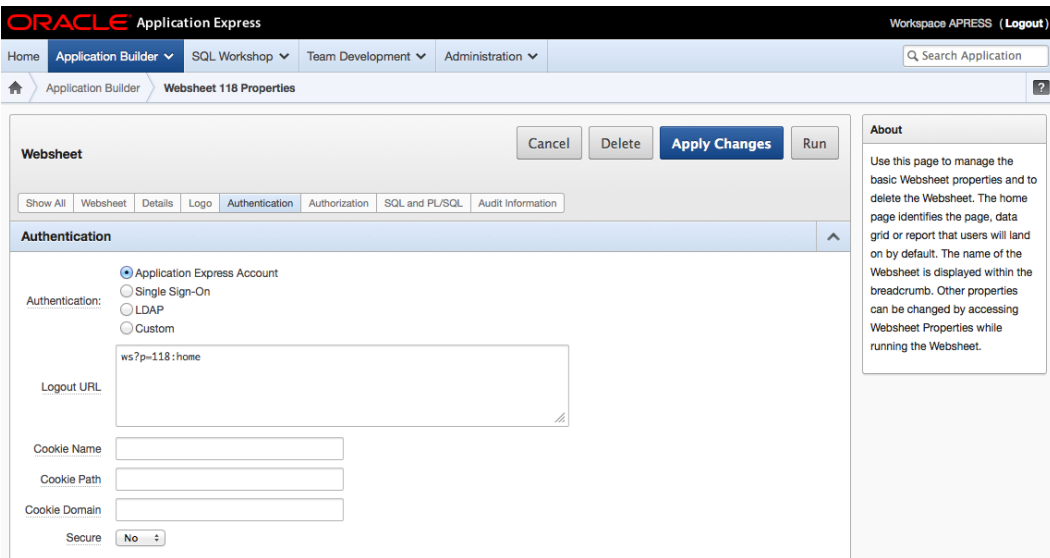 ORACLE Application Express
Workspace APRESS (Logout)
Home Application Builder SQL Workshop Team Development Administration Search Application
Application Builder Websheet 118 Properties ?
Websheet
Cancel Delete Apply Changes Run
Show All Websheet Details Logo Authentication Authorization SQL and PL/SQL Audit Information
Authentication
Authentication:
Application Express Account
Single Sign-On
LDAP
Custom
Logout URL
ws?p=118:home
Cookie Name
Cookie Path
Cookie Domain
Secure No
About
Use this page to manage the
basic Websheet properties and to
delete the Websheet. The home
page identifies the page, data
grid or report that users will land
on by default. The name of the
Websheet is displayed within the
breadcrumb. Other properties
can be changed by accessing
Websheet Properties while
running the Websheet.